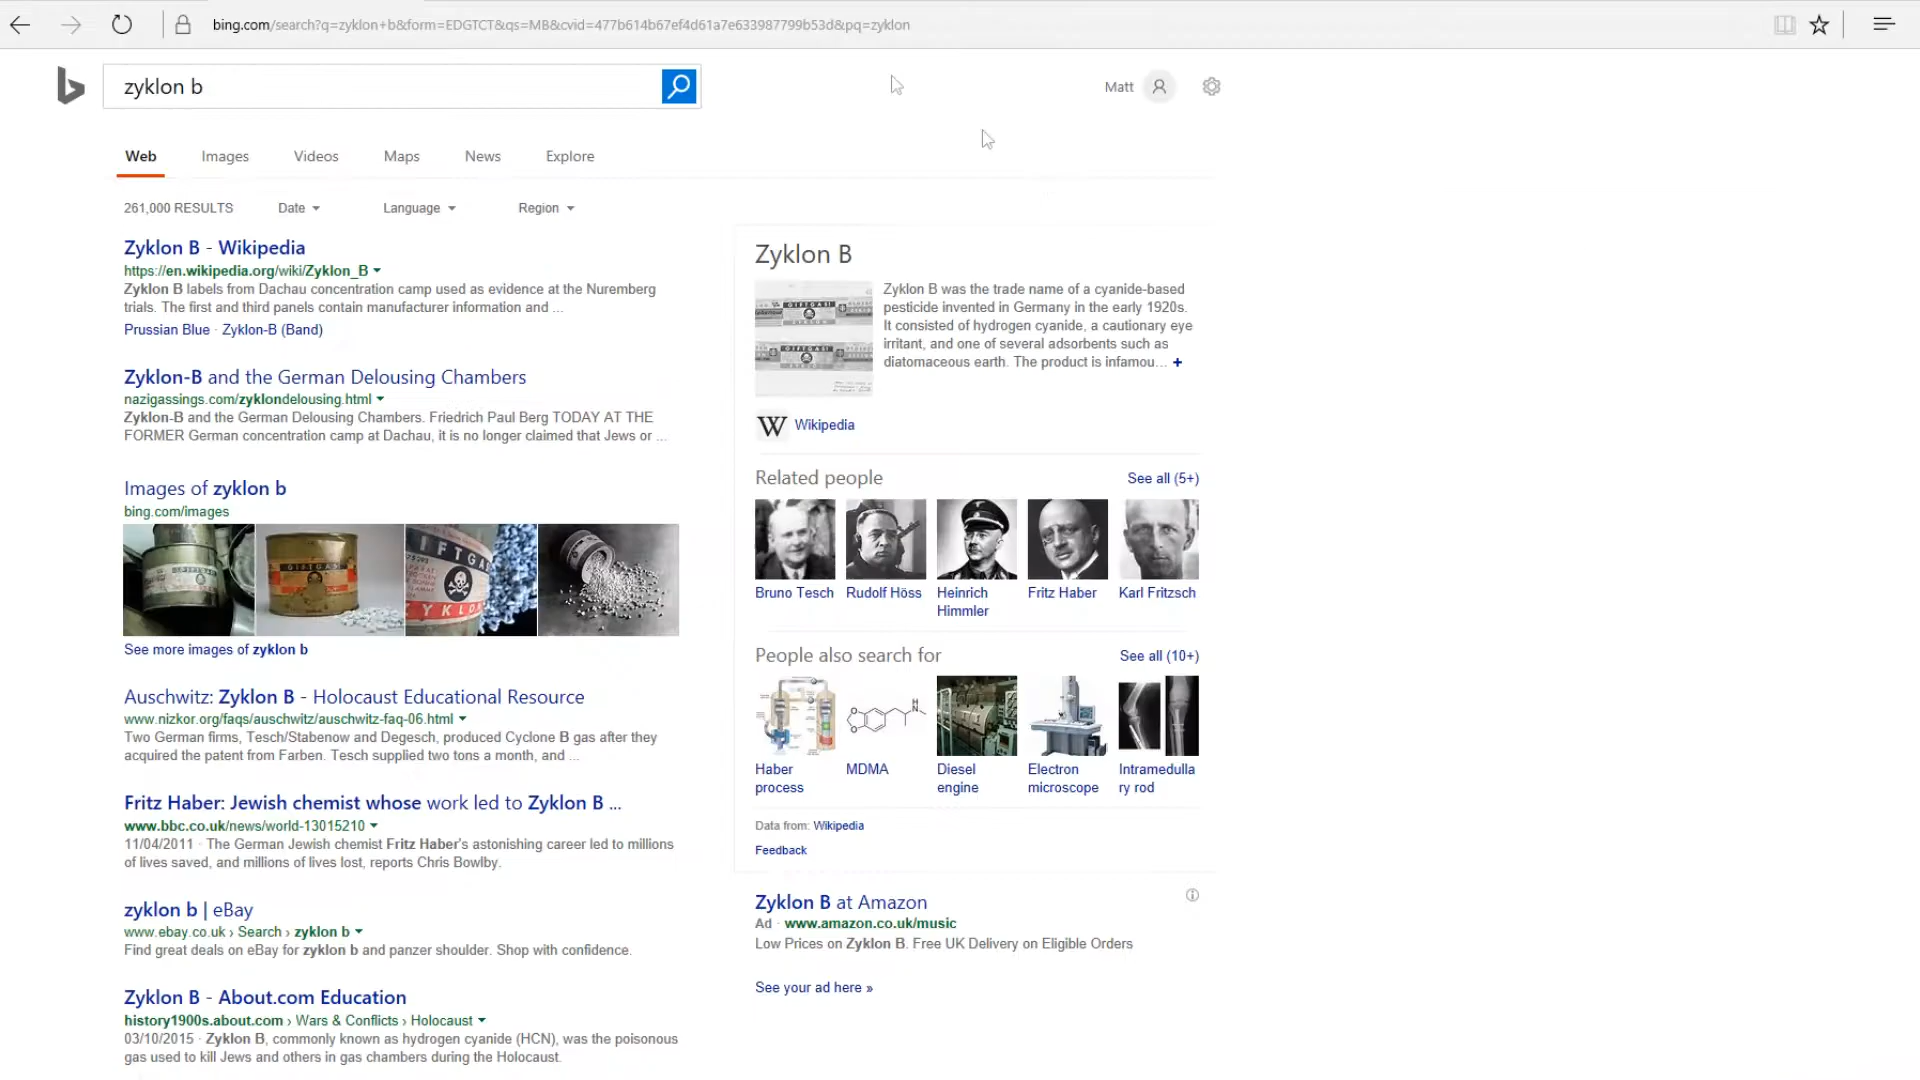 bing.com/search?q=zyklon+b&form=EDGTCT&qs=MB&cvid=477b614b67ef4d61a7e633987799b53d&pq=zyklon
zyklon b
Matt
Web Images Videos Maps News Explore
261,000 RESULTS Date Language Region
Zyklon B - Wikipedia
https://en.wikipedia.org/wiki/Zyklon_B
Zyklon B labels from Dachau concentration camp used as evidence at the Nuremberg
trials. The first and third panels contain manufacturer information and ...
Prussian Blue · Zyklon-B (Band)
Zyklon-B and the German Delousing Chambers
nazigassings.com/zyklondelousing.html
Zyklon-B and the German Delousing Chambers. Friedrich Paul Berg TODAY AT THE
FORMER German concentration camp at Dachau, it is no longer claimed that Jews or ...
Images of zyklon b
bing.com/images
GIFTGAS
GIFTGAS
ZYKLON
See more images of zyklon b
Auschwitz: Zyklon B - Holocaust Educational Resource
www.nizkor.org/faqs/auschwitz/auschwitz-faq-06.html
Two German firms, Tesch/Stabenow and Degesch, produced Cyclone B gas after they
acquired the patent from Farben. Tesch supplied two tons a month, and ...
Fritz Haber: Jewish chemist whose work led to Zyklon B ...
www.bbc.co.uk/news/world-13015210
11/04/2011 · The German Jewish chemist Fritz Haber's astonishing career led to millions
of lives saved, and millions of lives lost, reports Chris Bowlby.
zyklon b | eBay
www.ebay.co.uk › Search › zyklon b
Find great deals on eBay for zyklon b and panzer shoulder. Shop with confidence.
Zyklon B - About.com Education
history1900s.about.com › Wars & Conflicts › Holocaust
03/10/2015 · Zyklon B, commonly known as hydrogen cyanide (HCN), was the poisonous
gas used to kill Jews and others in gas chambers during the Holocaust.
Zyklon B
GIFTGAS
ZYKLON
GIFTGAS
ZYKLON
Zyklon B was the trade name of a cyanide-based
pesticide invented in Germany in the early 1920s.
It consisted of hydrogen cyanide, a cautionary eye
irritant, and one of several adsorbents such as
diatomaceous earth. The product is infamou... +
W Wikipedia
Related people See all (5+)
Bruno Tesch Rudolf Höss Heinrich Himmler Fritz Haber Karl Fritzsch
People also search for See all (10+)
Haber process MDMA Diesel engine Electron microscope Intramedullary rod
Data from: Wikipedia
Feedback
Zyklon B at Amazon
Ad · www.amazon.co.uk/music
Low Prices on Zyklon B. Free UK Delivery on Eligible Orders
See your ad here »